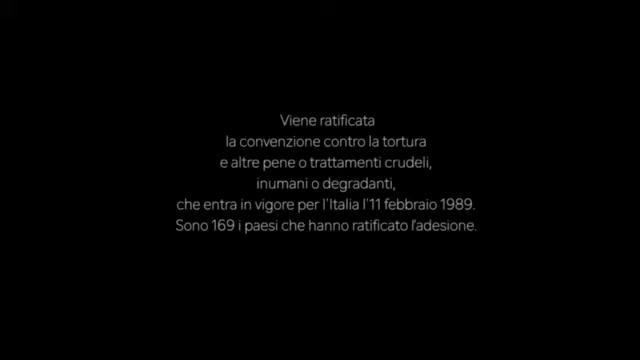 Viene ratificata
la convenzione contro la tortura
e altre pene o trattamenti crudeli,
inumani o degradanti,
che entra in vigore per l'Italia l'11 febbraio 1989.
Sono 169 i paesi che hanno ratificato l'adesione.